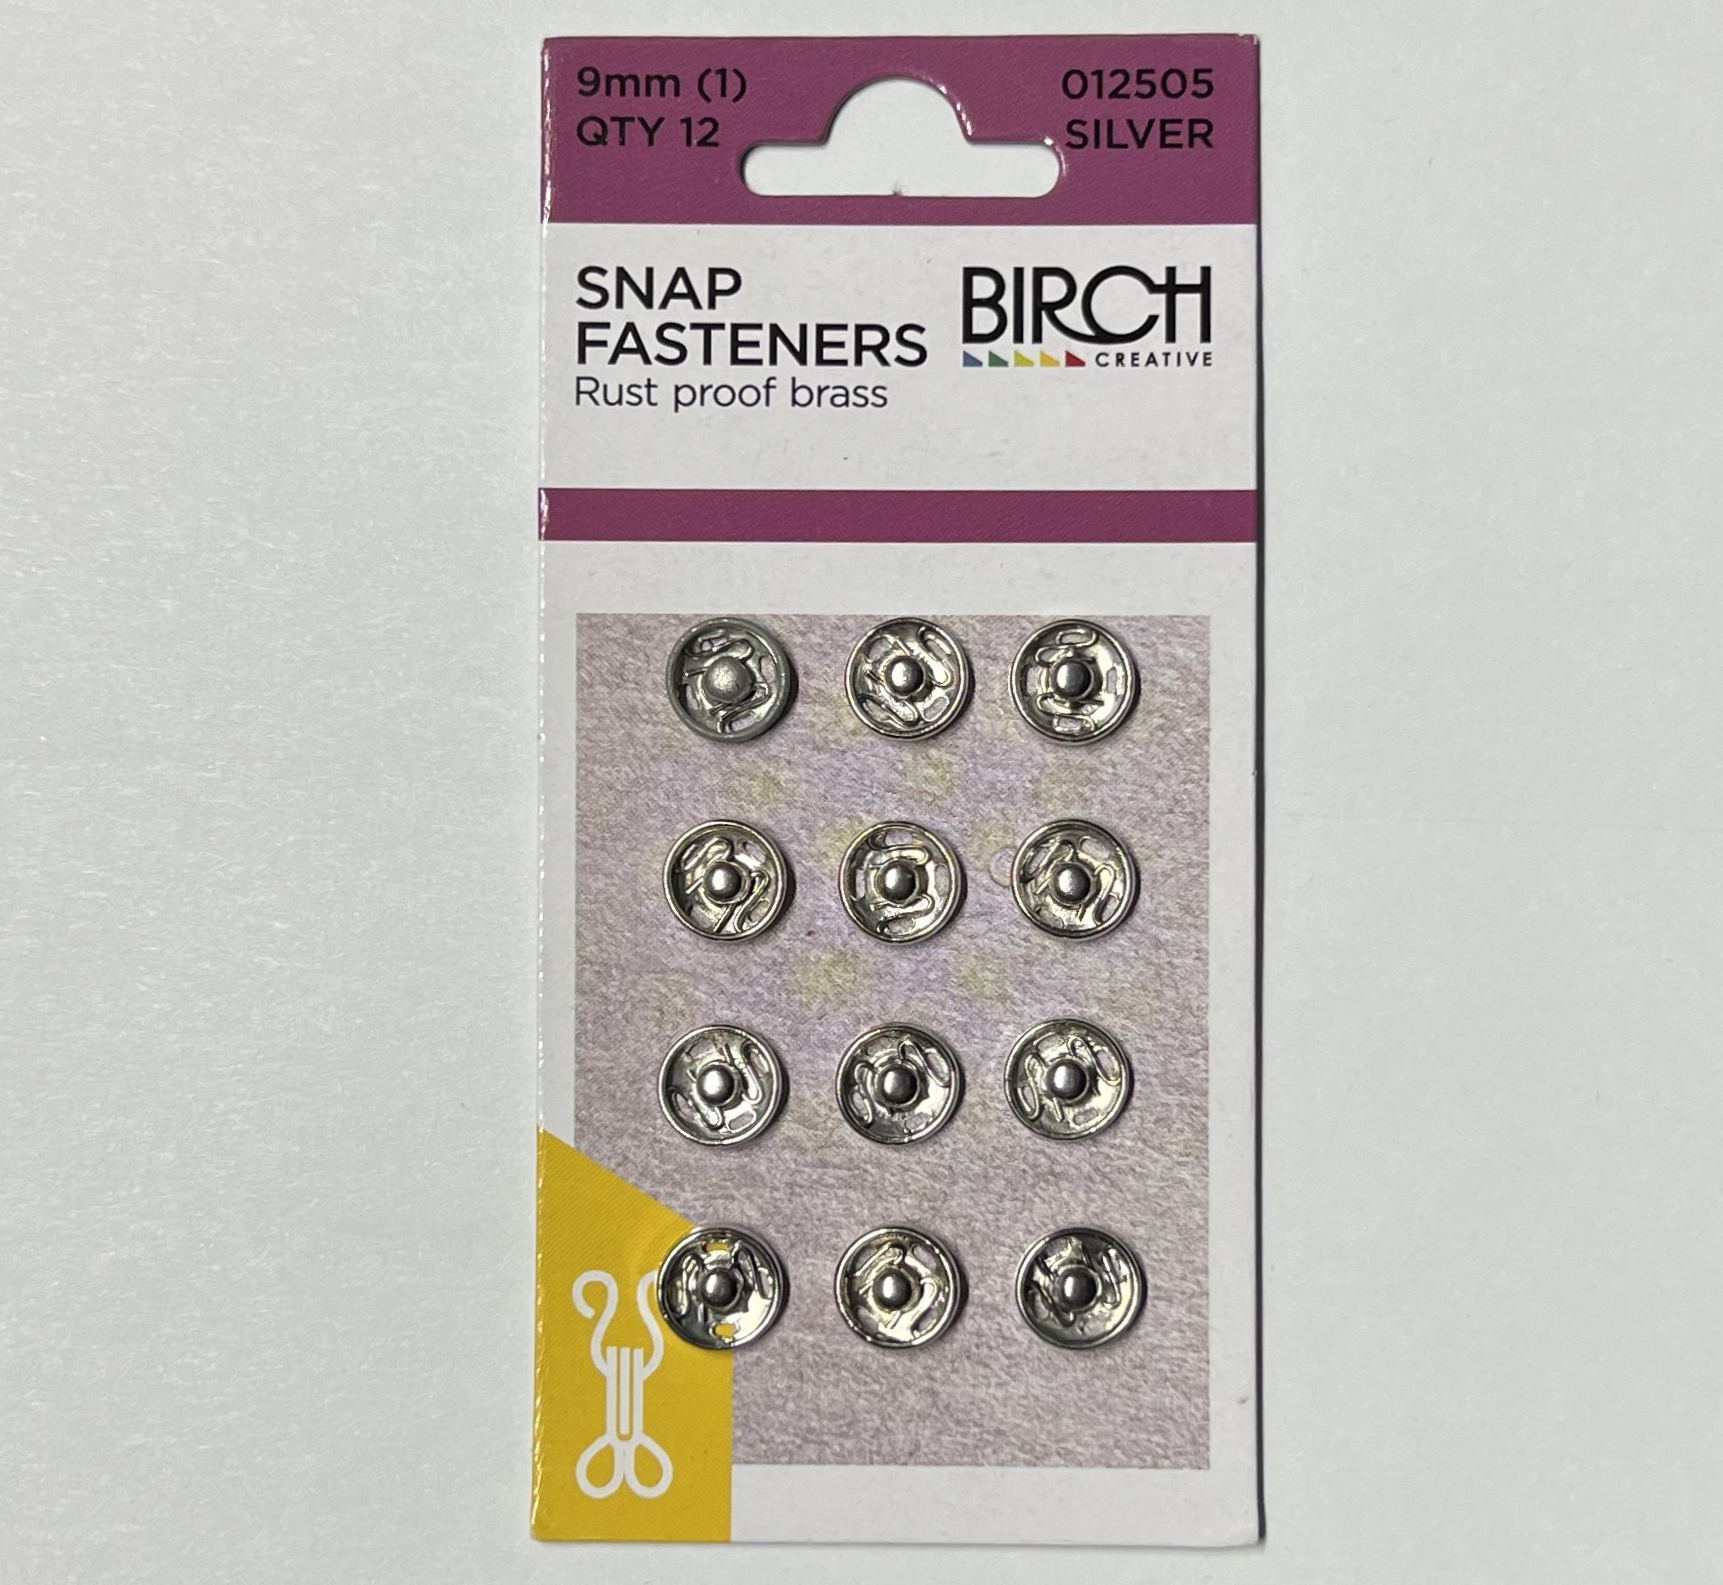 9mm (1)
QTY 12
012505
SILVER
SNAP
FASTENERS
Rust proof brass
BIRCH
CREATIVE